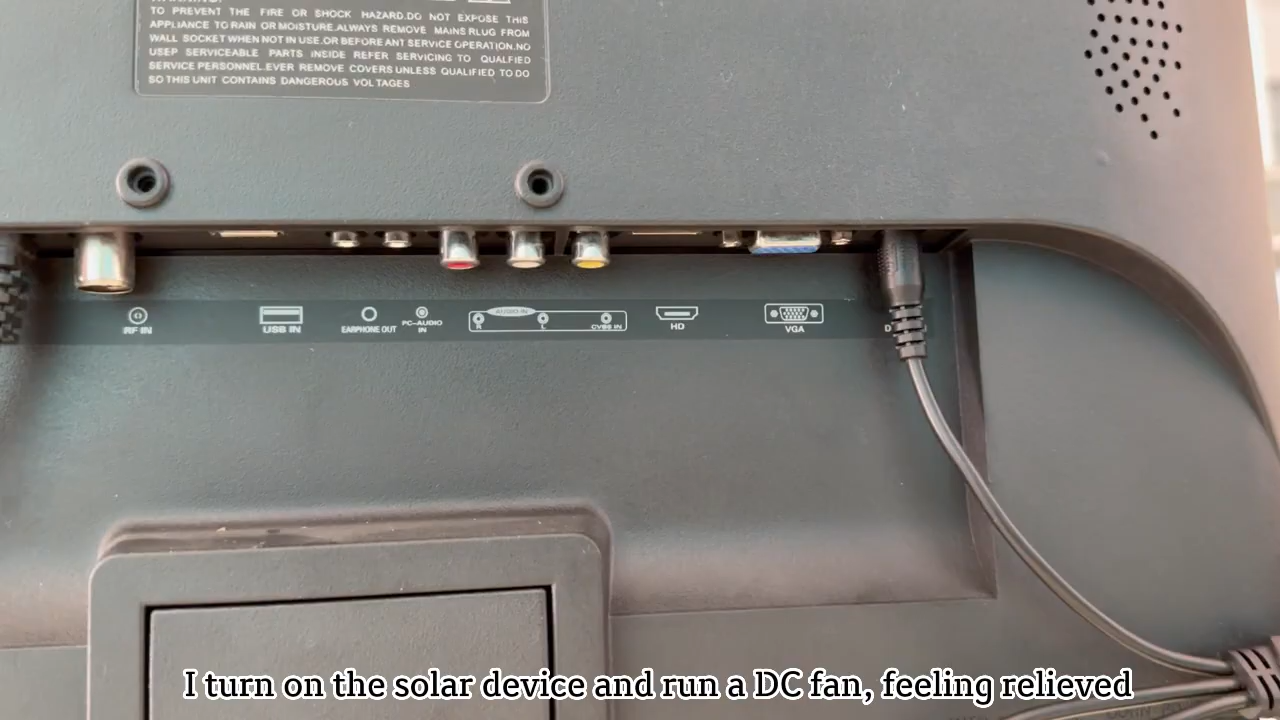 TO PREVENT THE FIRE OR SHOCK HAZARD.DO NOT EXPOSE THIS
APPLIANCE TO RAIN OR MOISTURE.ALWAYS REMOVE MAINS RLUG FROM
WALL SOCKET WHEN NOT IN USE.OR BEFORE ANT SERVICE OPERATION.NO
USEP SERVICEABLE PARTS INSIDE REFER SERVICING TO QUALIFED
SERVICE PERSONNEL.EVER REMOVE COVERS UNLESS QUALIFIED TO DO
SO THIS UNIT CONTAINS DANGEROUS VOLTAGES
RF IN
USB IN
EARPHONE OUT
PC-AUDIO
IN
AUDIO IN
R
L
CVBS IN
HD
VGA
I turn on the solar device and run a DC fan, feeling relieved